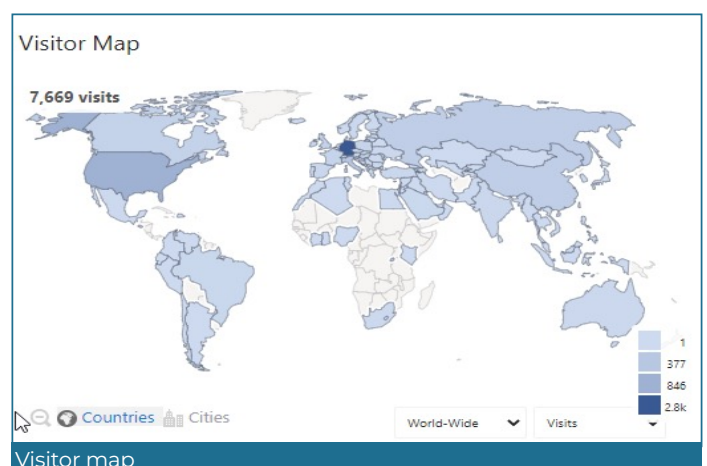 Visitor Map
7,669 visits
1
377
846
2.8k
Countries Cities
World-Wide Visits
Visitor map